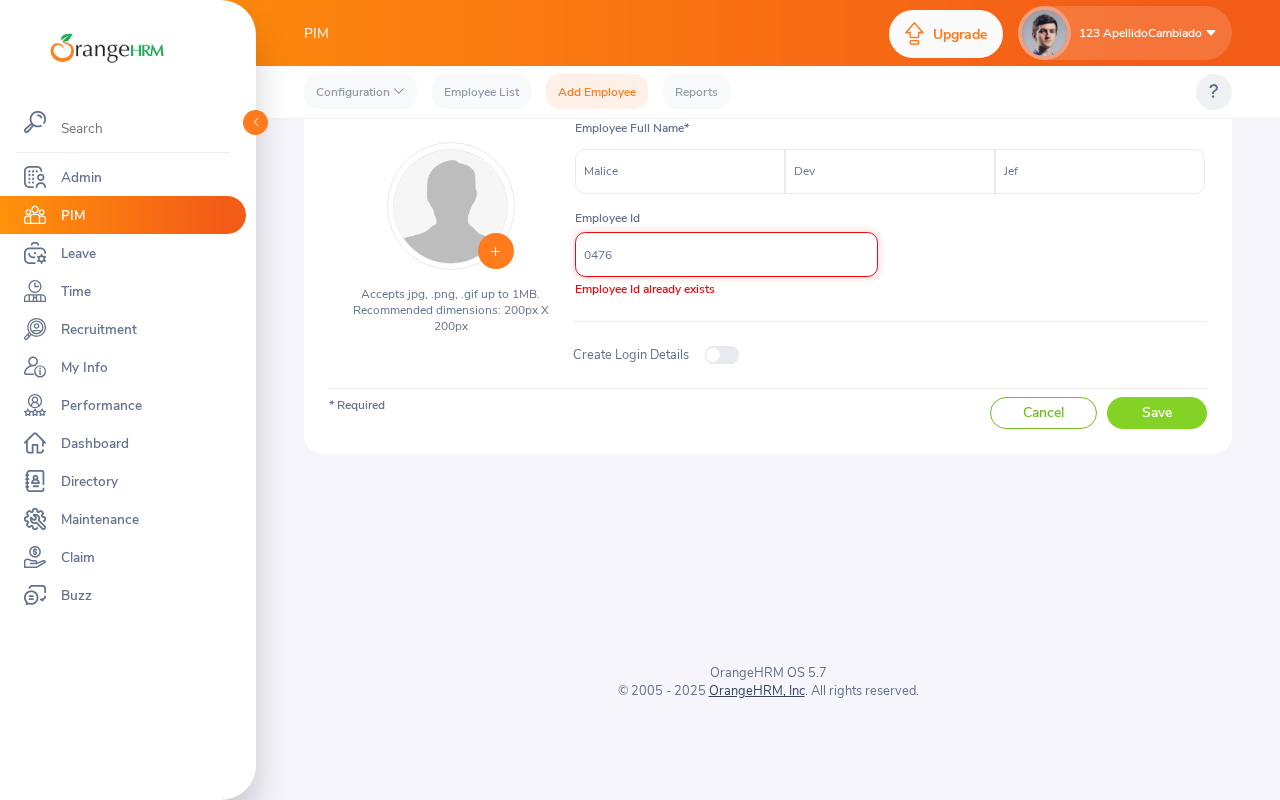 OrangeHRM
PIM
Upgrade
123 ApellidoCambiado
Configuration
Employee List
Add Employee
Reports
?
Search
Admin
PIM
Leave
Time
Recruitment
My Info
Performance
Dashboard
Directory
Maintenance
Claim
Buzz
Employee Full Name*
Malice
Dev
Jef
Employee Id
0476
Employee Id already exists
+
Accepts jpg, .png, .gif up to 1MB.
Recommended dimensions: 200px X
200px
Create Login Details
* Required
Cancel
Save
OrangeHRM OS 5.7
© 2005 - 2025 OrangeHRM, Inc. All rights reserved.